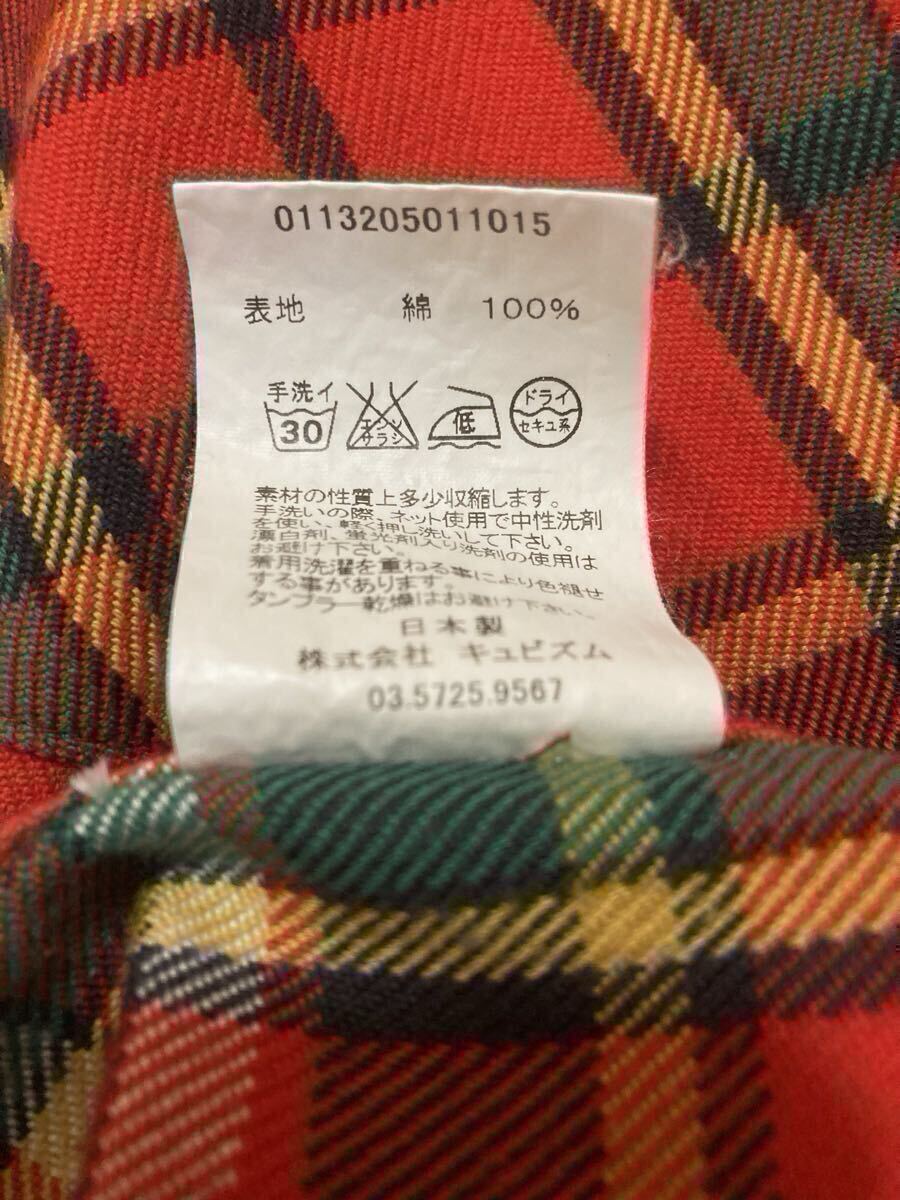 0113205011015
表地 綿 100%
手洗イ
30
エンソ
サラシ
低
ドライ
セキユ系
素材の性質上多少収縮します。
手洗いの際、ネット使用で中性洗剤
を使い、軽く押し洗いして下さい。
漂白剤、蛍光剤入り洗剤の使用は
お避け下さい。
着用洗濯を重ねる事により色褪せ
する事があります。
タンブラー乾燥はお避け下さい。
日本製
株式会社 キュビズム
03.5725.9567